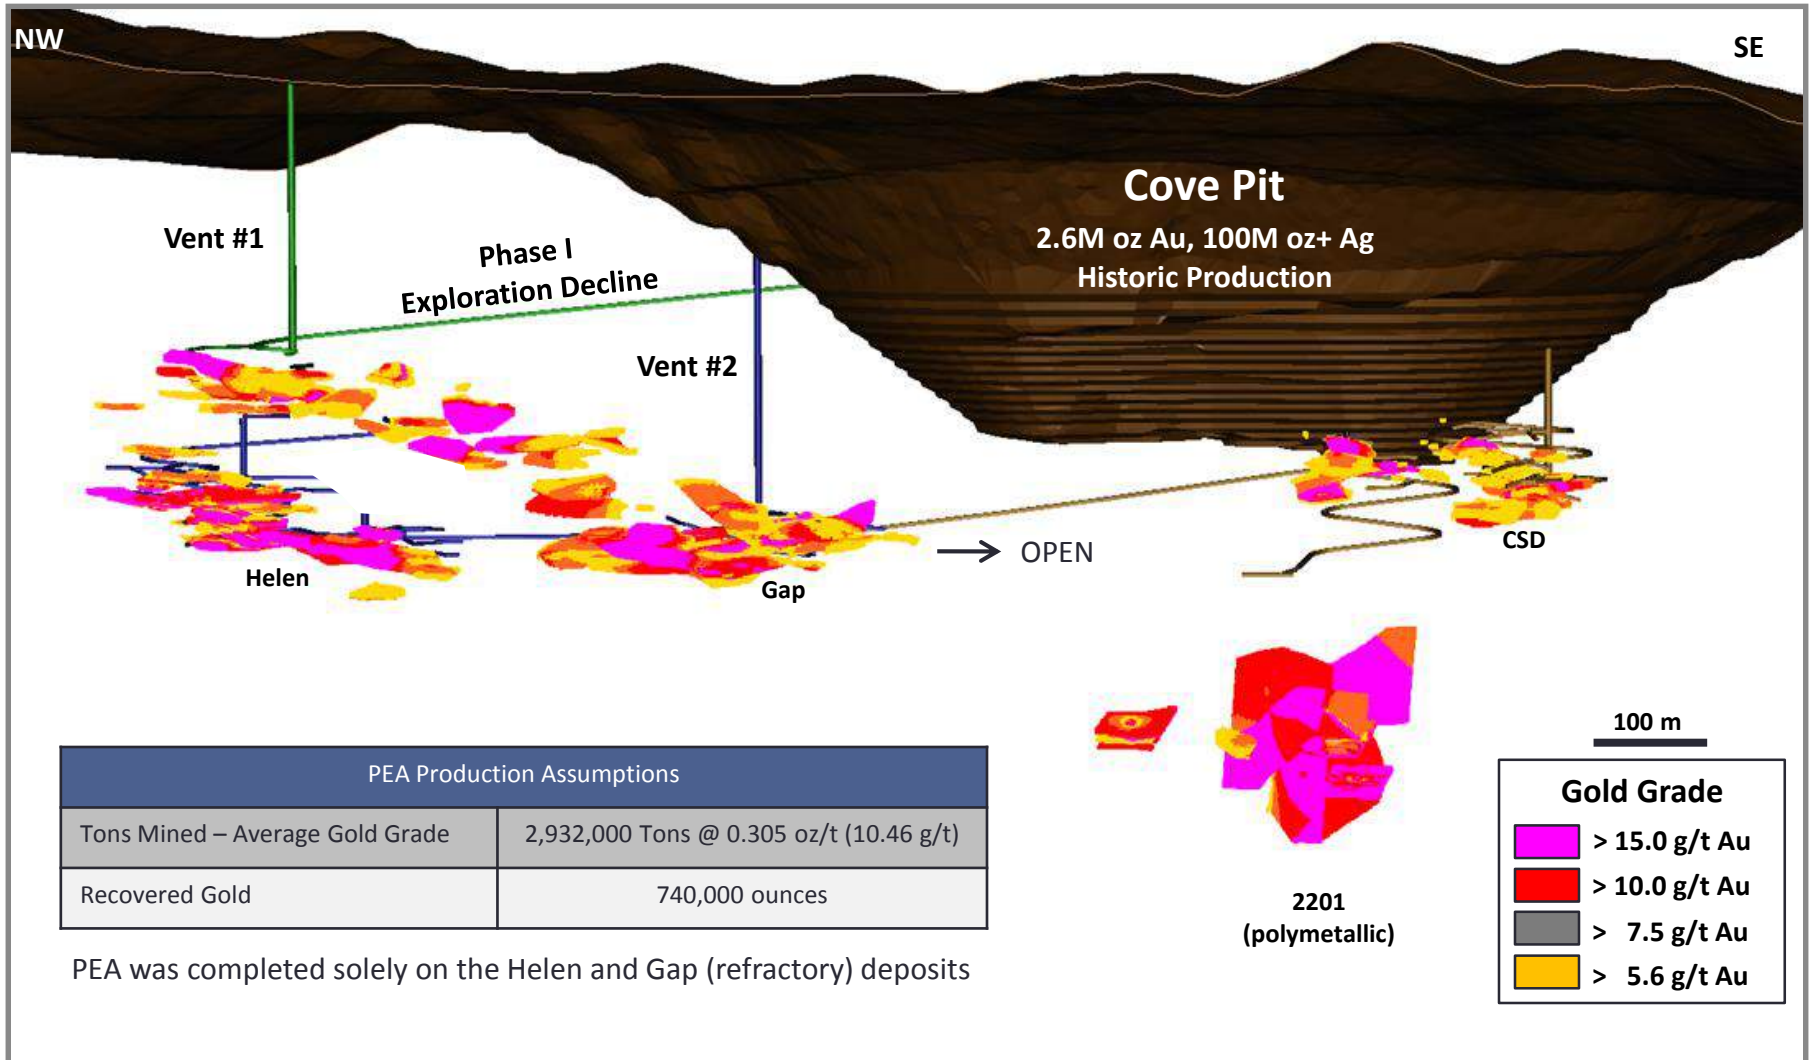 NW
SE
Cove Pit
2.6M oz Au, 100M oz+ Ag
Historic Production
Vent #1
Phase I
Exploration Decline
Vent #2
Helen
Gap
OPEN
CSD
2201
(polymetallic)
100 m
Gold Grade
> 15.0 g/t Au
> 10.0 g/t Au
> 7.5 g/t Au
> 5.6 g/t Au
PEA Production Assumptions
Tons Mined – Average Gold Grade 2,932,000 Tons @ 0.305 oz/t (10.46 g/t)
Recovered Gold 740,000 ounces
PEA was completed solely on the Helen and Gap (refractory) deposits